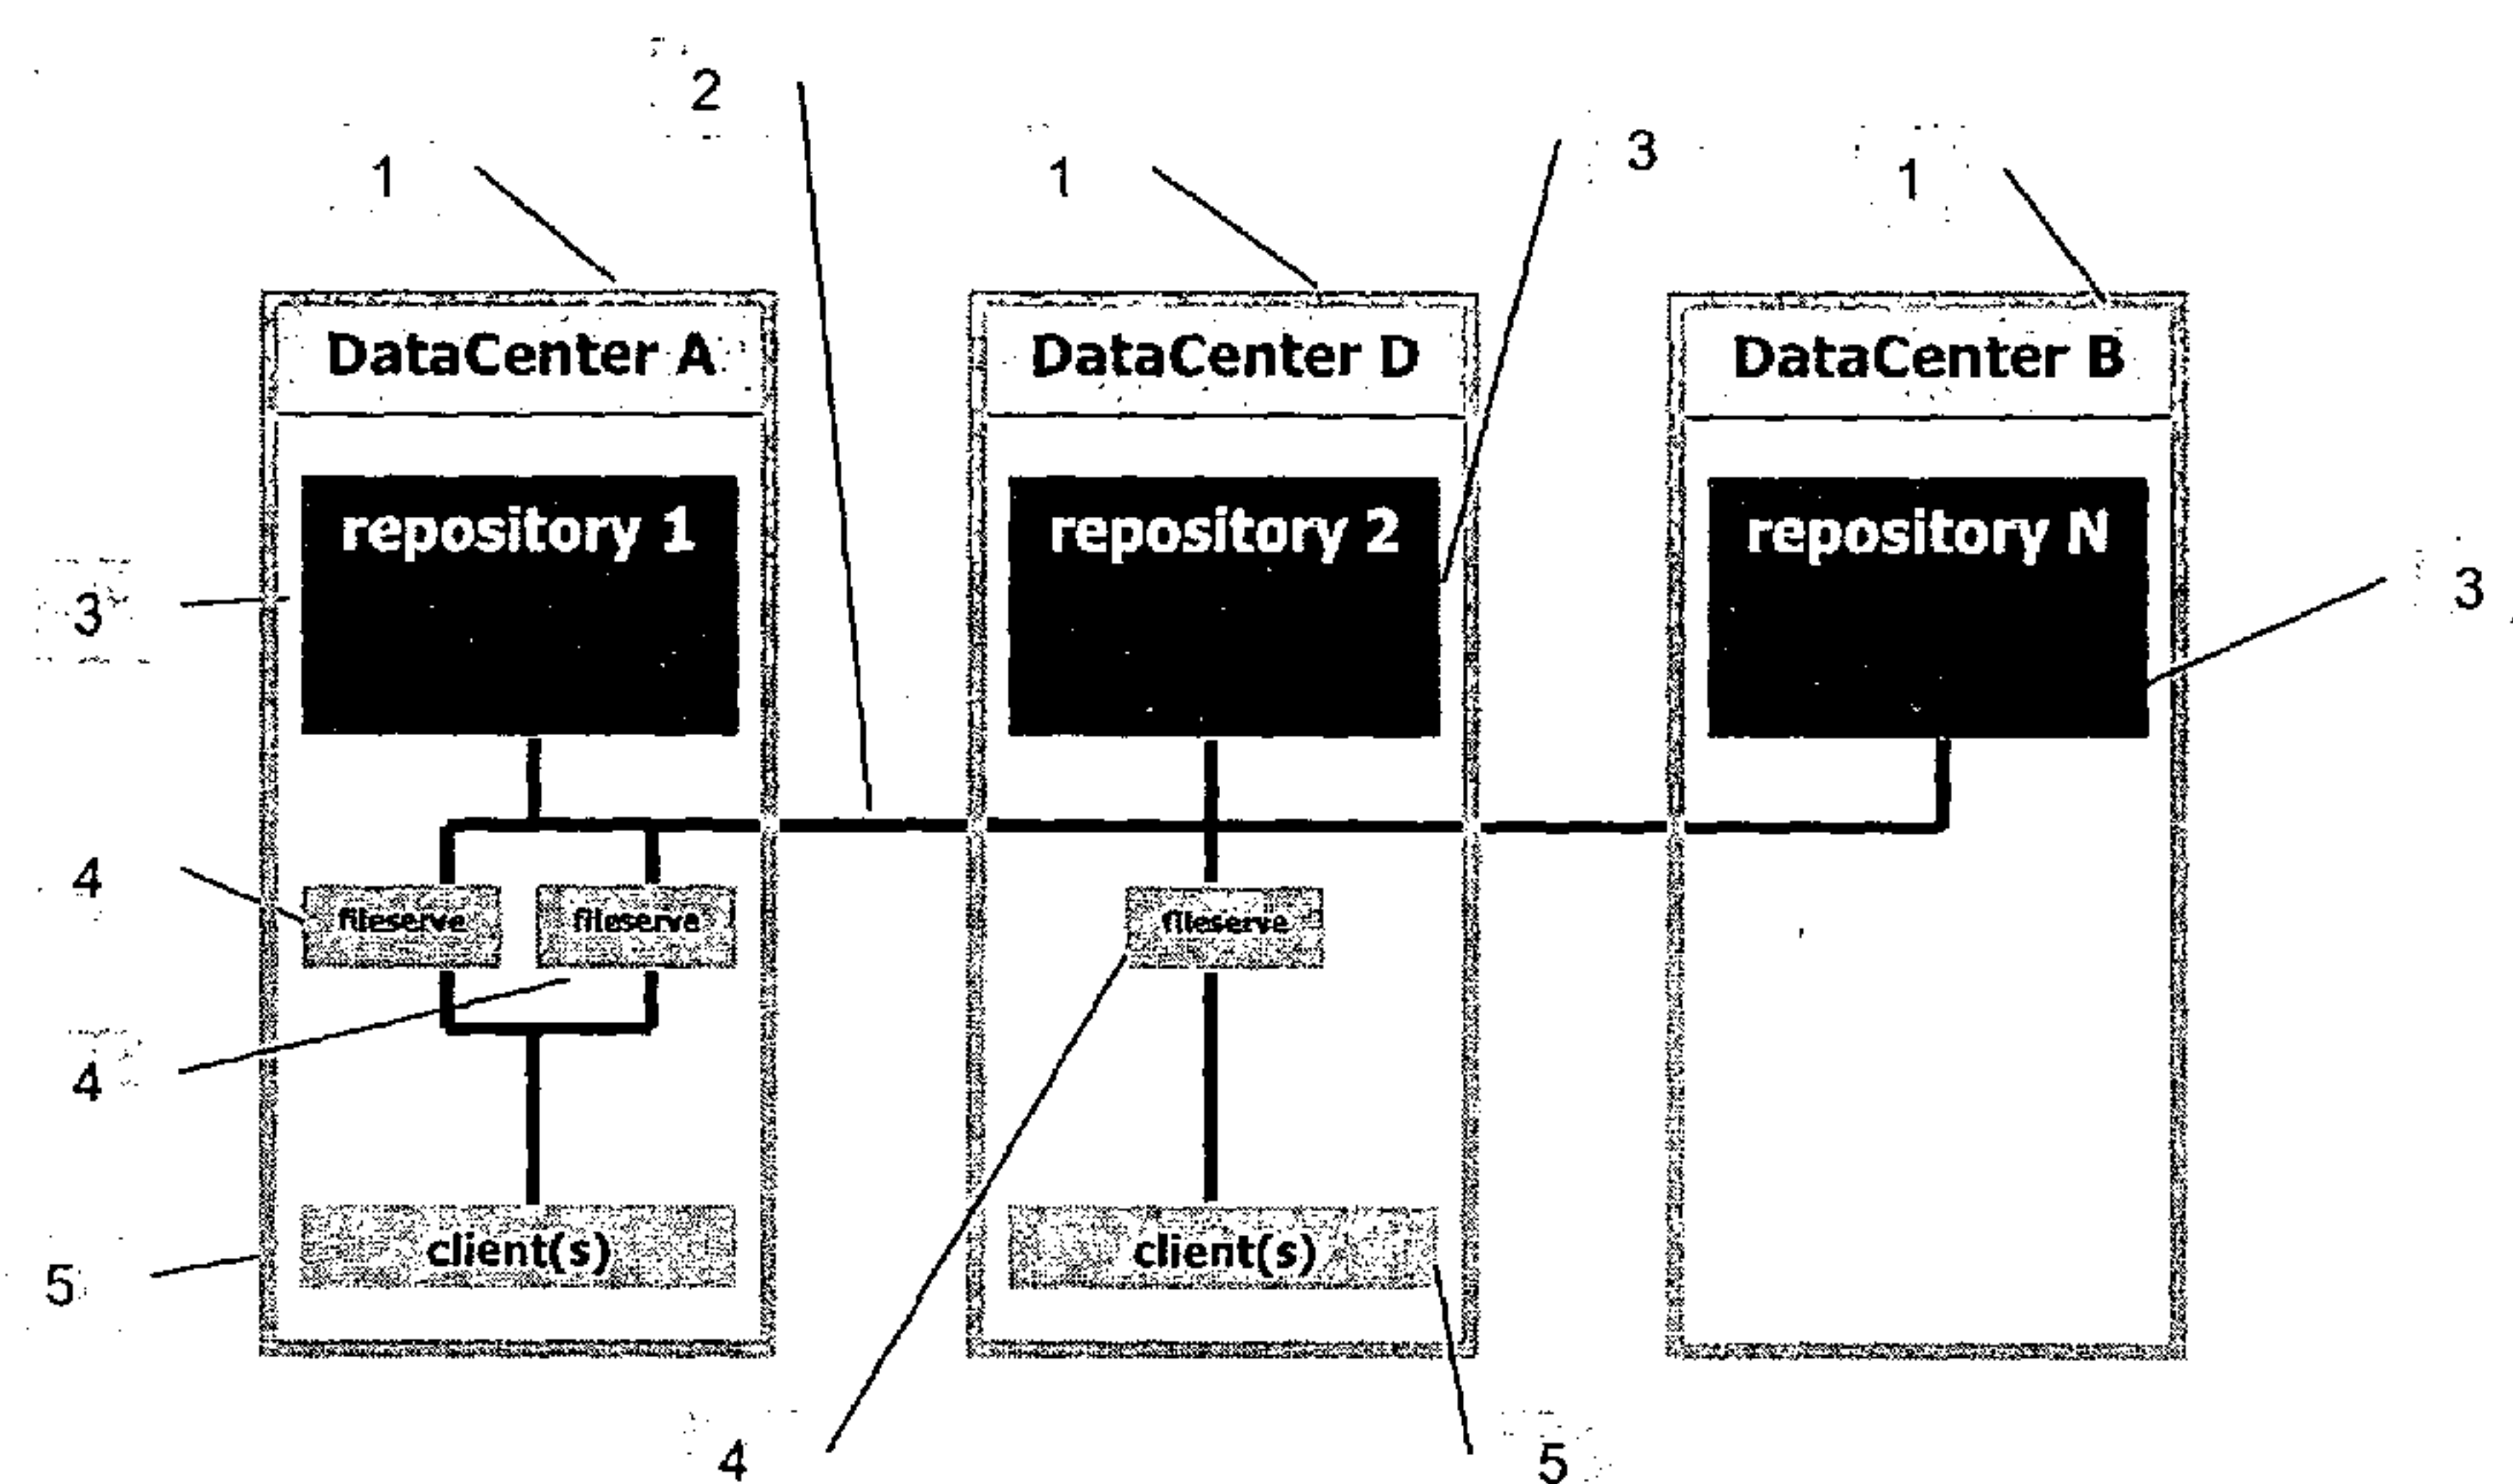 2
1
1
3
1
DataCenter A
DataCenter D
DataCenter B
repository 1
repository 2
repository N
3
3
4
fileserve
fileserve
fileserve
4
client(s)
client(s)
5
4
5